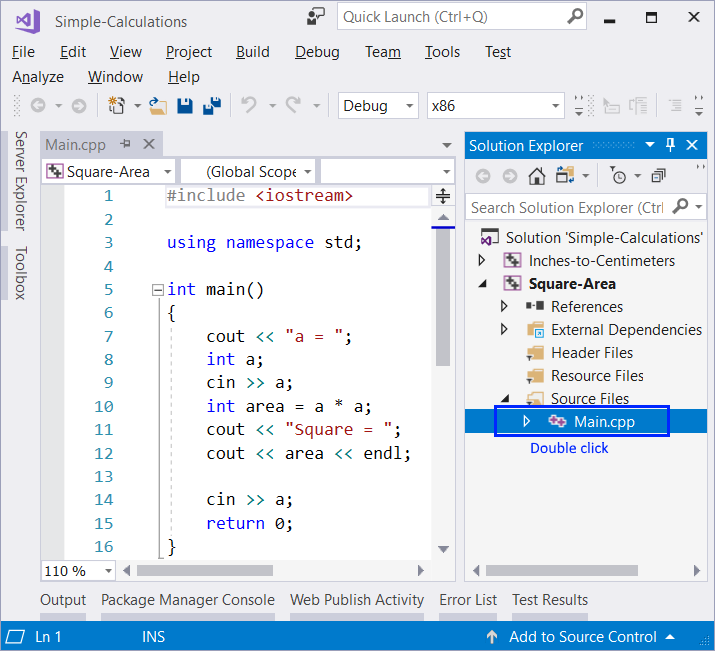 Simple-Calculations
Quick Launch (Ctrl+Q)
File Edit View Project Build Debug Team Tools Test
Analyze Window Help
Debug x86
Server Explorer
Toolbox
Main.cpp
Square-Area (Global Scope
1 #include <iostream>
2
3 using namespace std;
4
5 int main()
6 {
7 cout << "a = ";
8 int a;
9 cin >> a;
10 int area = a * a;
11 cout << "Square = ";
12 cout << area << endl;
13
14 cin >> a;
15 return 0;
16 }
110 %
Solution Explorer
Search Solution Explorer (Ctrl
Solution 'Simple-Calculations'
Inches-to-Centimeters
Square-Area
References
External Dependencies
Header Files
Resource Files
Source Files
Main.cpp
Double click
Output Package Manager Console Web Publish Activity Error List Test Results
Ln 1 INS Add to Source Control